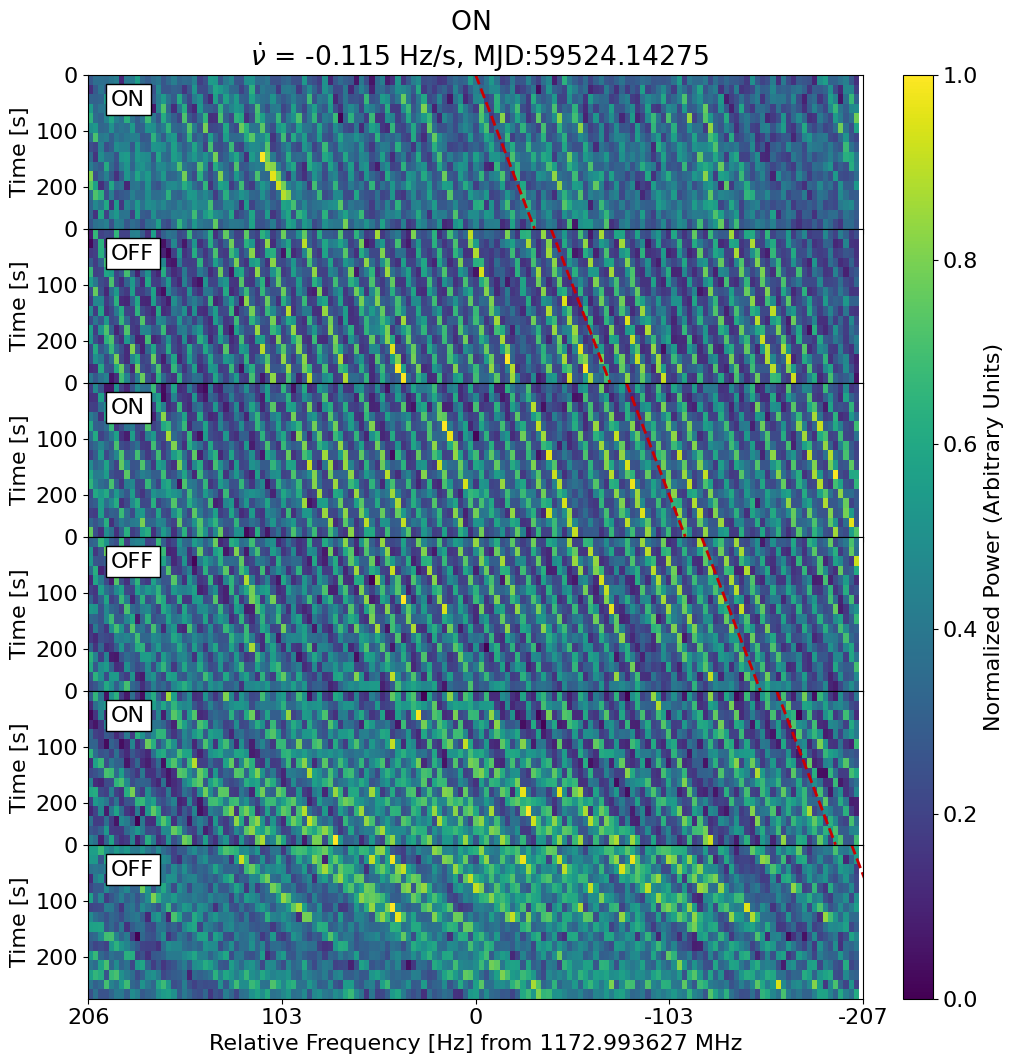 ON
ν̇ = -0.115 Hz/s, MJD:59524.14275
0
ON
100
Time [s]
200
0
OFF
100
Time [s]
200
0
ON
100
Time [s]
200
0
OFF
100
Time [s]
200
0
ON
100
Time [s]
200
0
OFF
100
Time [s]
200
206 103 0 -103 -207
Relative Frequency [Hz] from 1172.993627 MHz
1.0
0.8
0.6
0.4
0.2
0.0
Normalized Power (Arbitrary Units)